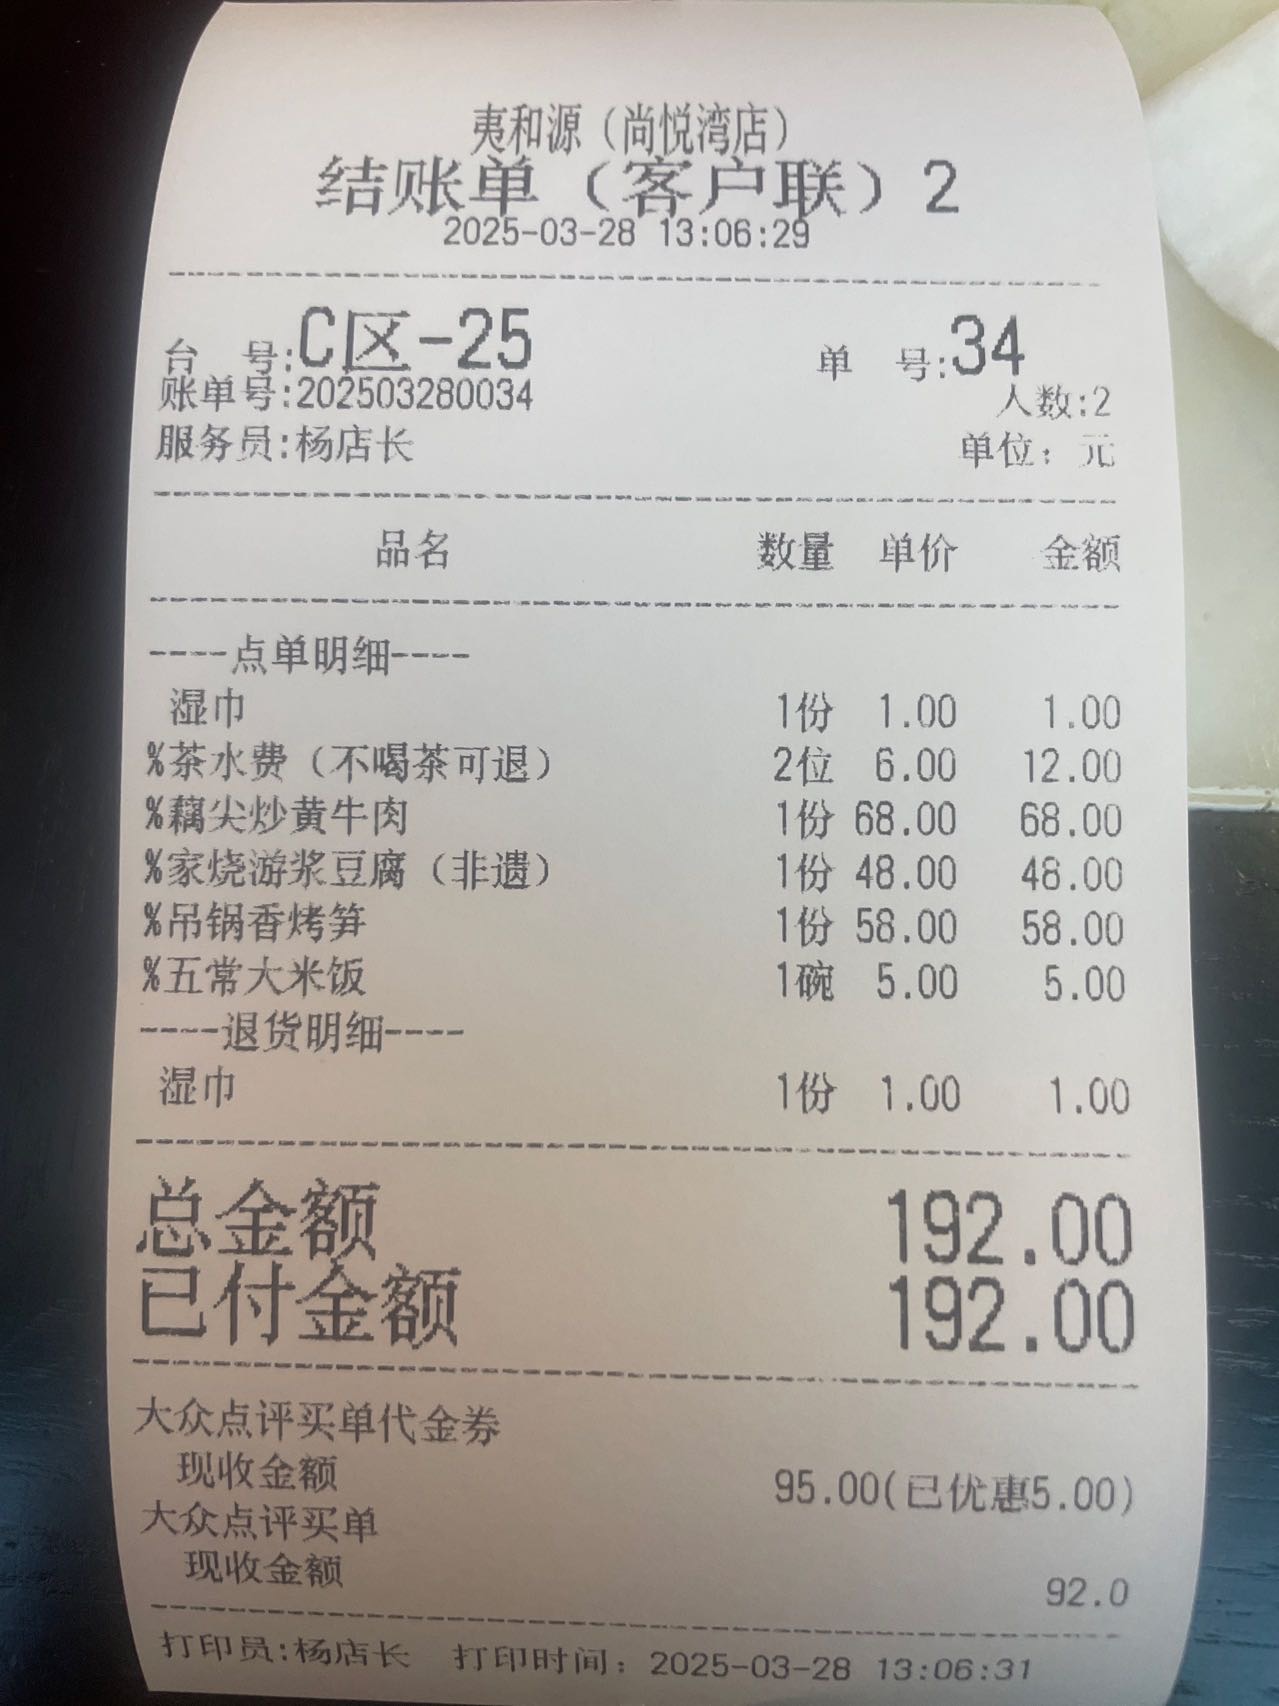 夷和源（尚悦湾店）
结账单（客户联）2
2025-03-28 13:06:29
台 号:C区-25 单 号:34
账单号:202503280034 人数:2
服务员:杨店长 单位：元
品名 数量 单价 金额
----点单明细----
湿巾 1份 1.00 1.00
%茶水费（不喝茶可退） 2位 6.00 12.00
%藕尖炒黄牛肉 1份 68.00 68.00
%家烧游浆豆腐（非遗） 1份 48.00 48.00
%吊锅香烤笋 1份 58.00 58.00
%五常大米饭 1碗 5.00 5.00
----退货明细----
湿巾 1份 1.00 1.00
总金额 192.00
已付金额 192.00
大众点评买单代金券
现收金额 95.00(已优惠5.00)
大众点评买单
现收金额 92.0
打印员:杨店长 打印时间：2025-03-28 13:06:31